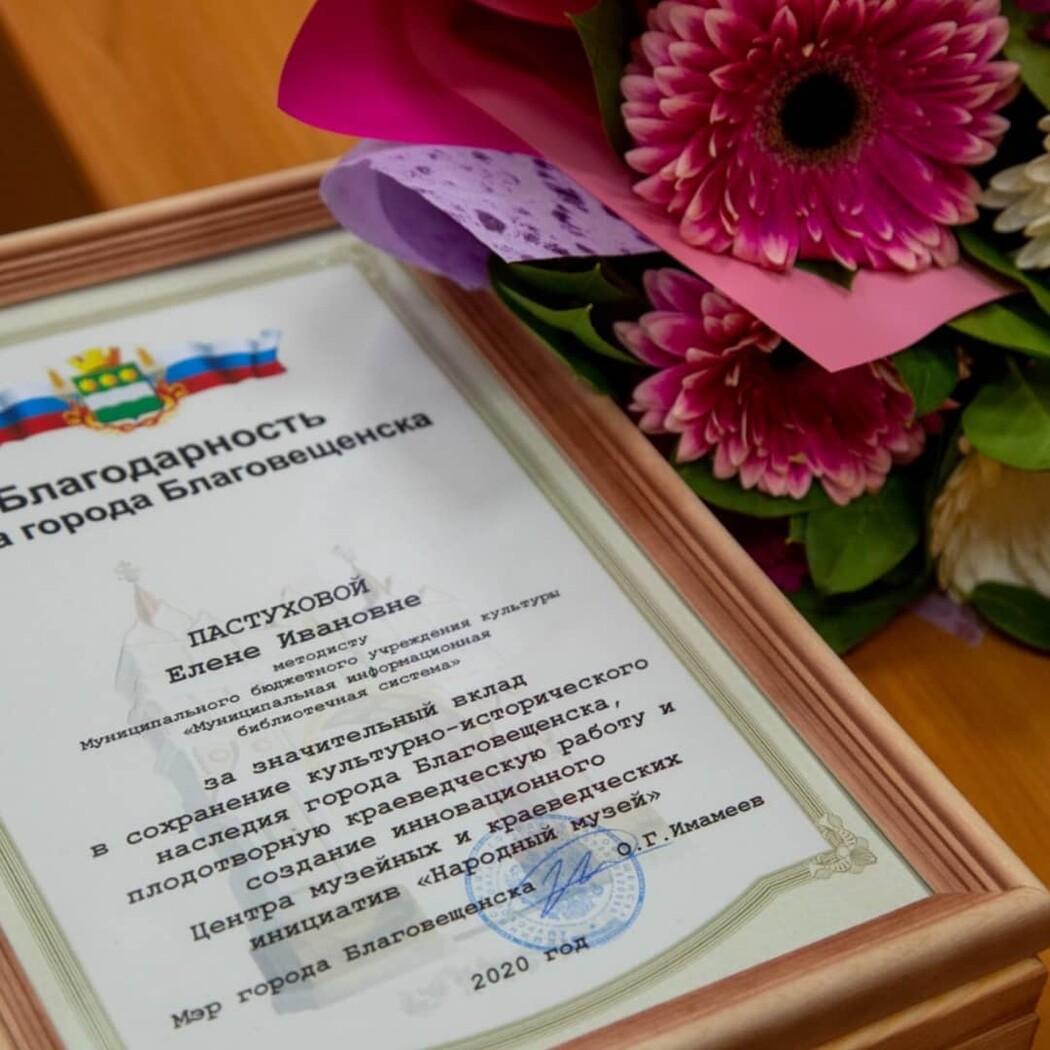 Благодарность
а города Благовещенска
ПАСТУХОВОЙ
Елене Ивановне
методисту
Муниципального бюджетного учреждения культуры
«Муниципальная информационная
библиотечная система»
за значительный вклад
в сохранение культурно-исторического
наследия города Благовещенска,
плодотворную краеведческую работу и
создание инновационного
Центра музейных и краеведческих
инициатив «Народный музей»
Мэр города Благовещенска О.Г.Имамеев
2020 год